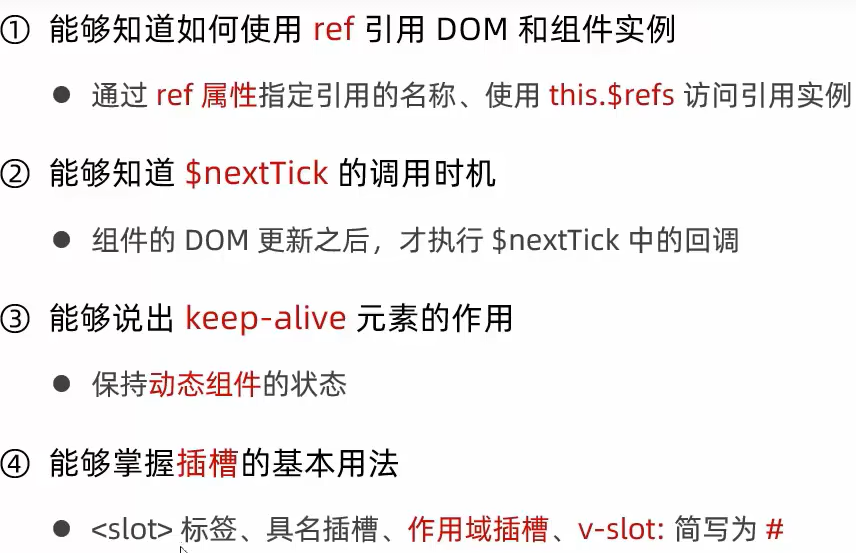 ① 能够知道如何使用 ref 引用 DOM 和组件实例
● 通过 ref 属性指定引用的名称、使用 this.$refs 访问引用实例
② 能够知道 $nextTick 的调用时机
● 组件的 DOM 更新之后，才执行 $nextTick 中的回调
③ 能够说出 keep-alive 元素的作用
● 保持动态组件的状态
④ 能够掌握插槽的基本用法
● <slot> 标签、具名插槽、作用域插槽、v-slot: 简写为 #